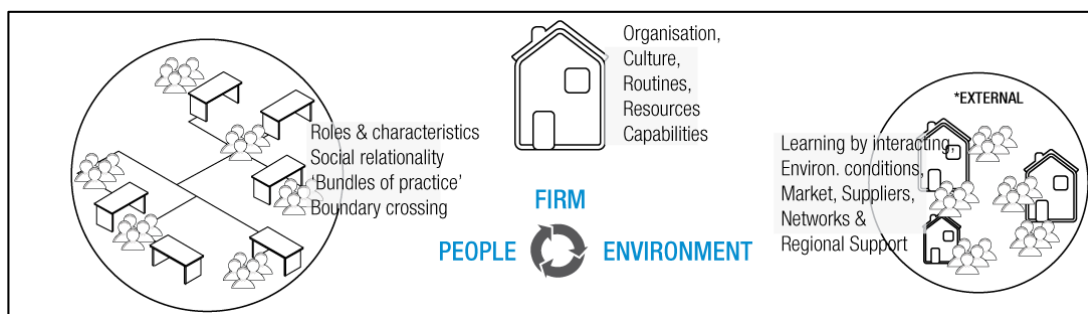 Roles & characteristics
Social relationality
‘Bundles of practice’
Boundary crossing
Organisation,
Culture,
Routines,
Resources
Capabilities
FIRM
PEOPLE
ENVIRONMENT
*EXTERNAL
Learning by interacting,
Environ. conditions,
Market, Suppliers,
Networks &
Regional Support